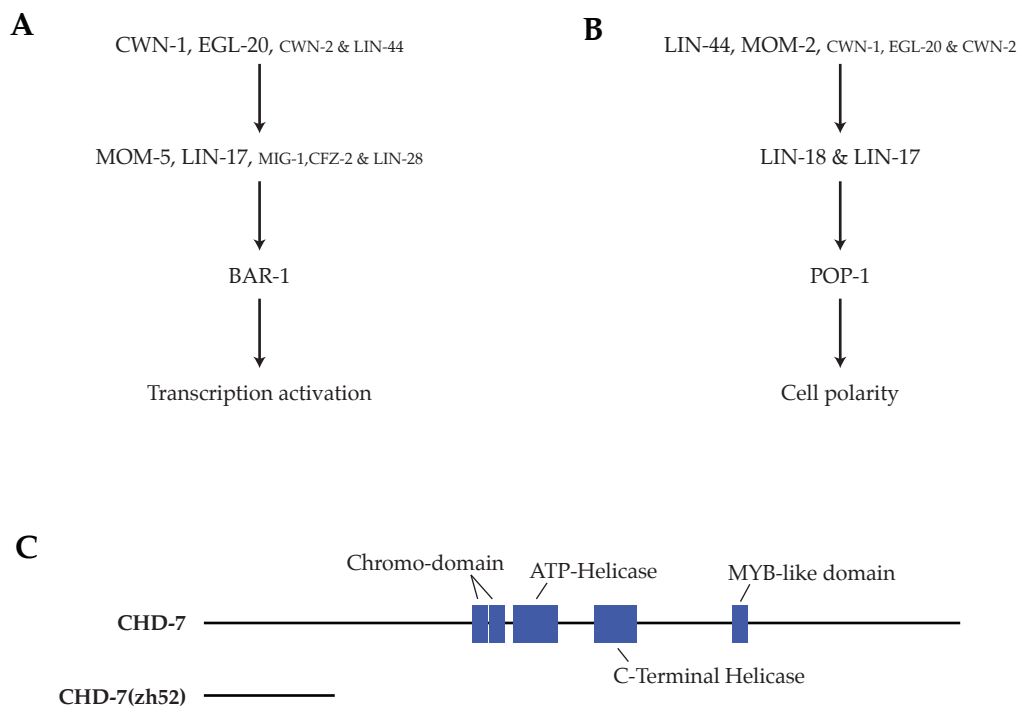 A
CWN-1, EGL-20, CWN-2 & LIN-44
MOM-5, LIN-17, MIG-1,CFZ-2 & LIN-28
BAR-1
Transcription activation
B
LIN-44, MOM-2, CWN-1, EGL-20 & CWN-2
LIN-18 & LIN-17
POP-1
Cell polarity
C
Chromo-domain
ATP-Helicase
MYB-like domain
CHD-7
C-Terminal Helicase
CHD-7(zh52)